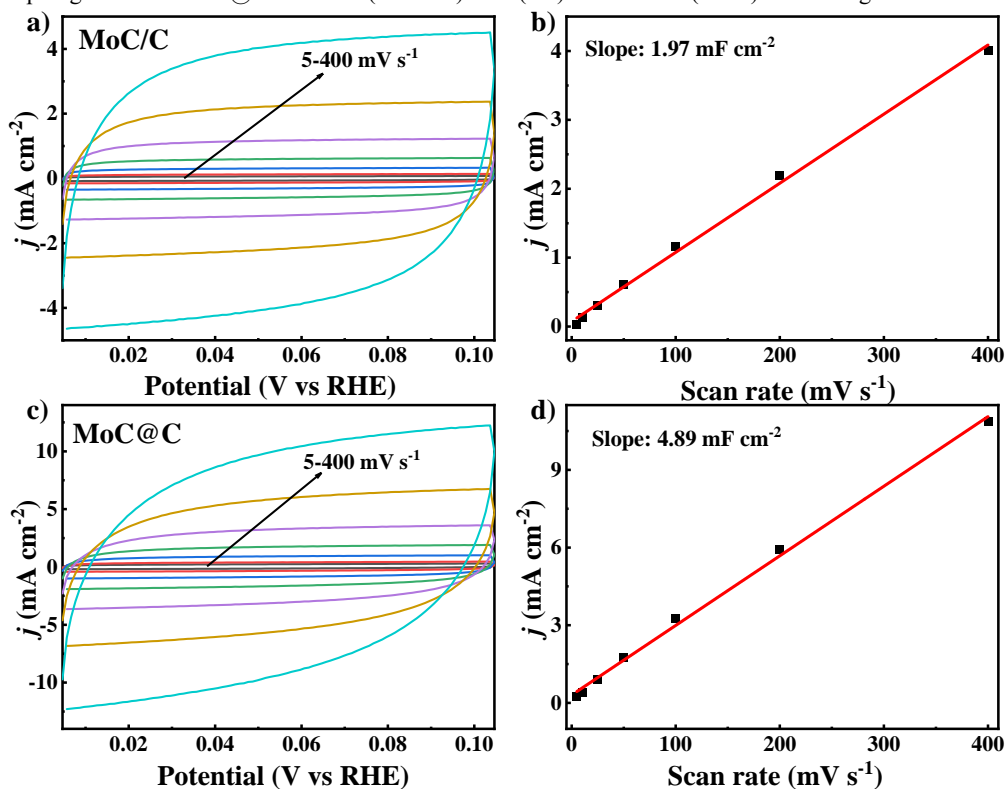 a)
MoC/C
5-400 mV s⁻¹
4
2
0
-2
-4
j (mA cm⁻²)
0.02 0.04 0.06 0.08 0.10
Potential (V vs RHE)
b)
Slope: 1.97 mF cm⁻²
4
2
0
j (mA cm⁻²)
0 100 200 300 400
Scan rate (mV s⁻¹)
c)
MoC@C
5-400 mV s⁻¹
10
5
0
-5
-10
j (mA cm⁻²)
0.02 0.04 0.06 0.08 0.10
Potential (V vs RHE)
d)
Slope: 4.89 mF cm⁻²
9
6
3
0
j (mA cm⁻²)
0 100 200 300 400
Scan rate (mV s⁻¹)